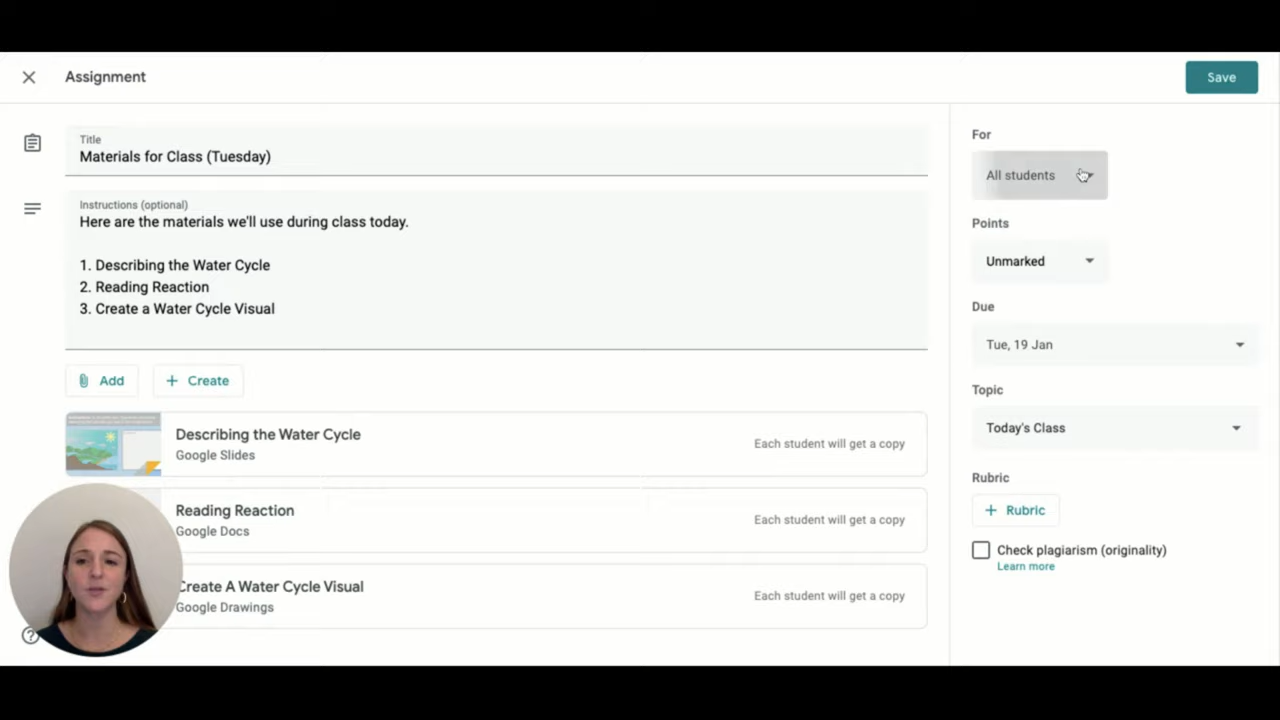 Assignment
Save
Title
Materials for Class (Tuesday)
Instructions (optional)
Here are the materials we'll use during class today.
1. Describing the Water Cycle
2. Reading Reaction
3. Create a Water Cycle Visual
Add
Create
Describing the Water Cycle
Google Slides
Each student will get a copy
Reading Reaction
Google Docs
Each student will get a copy
Create A Water Cycle Visual
Google Drawings
Each student will get a copy
For
All students
Points
Unmarked
Due
Tue, 19 Jan
Topic
Today's Class
Rubric
Rubric
Check plagiarism (originality)
Learn more